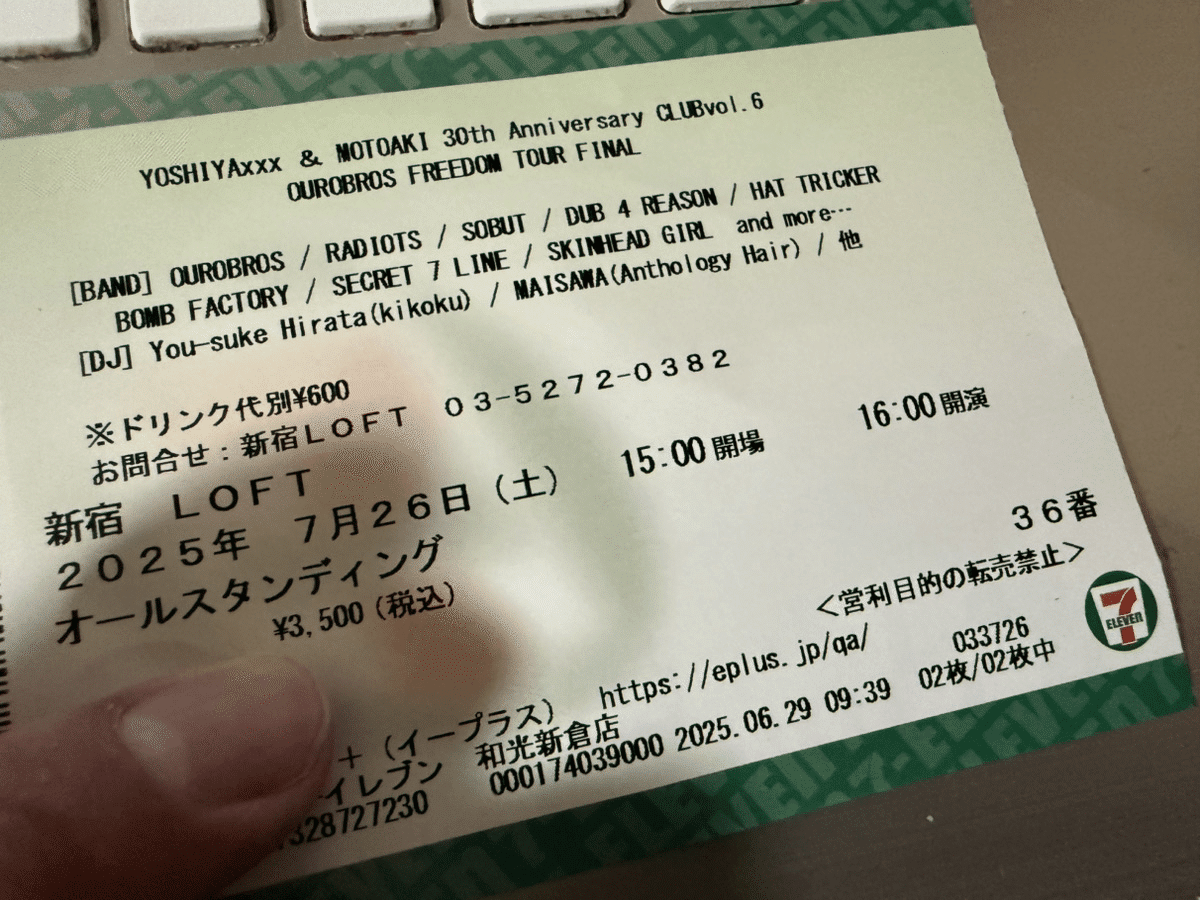 YOSHIYAxxx & MOTOAKI 30th Anniversary CLUBvol.6
OUROBROS FREEDOM TOUR FINAL
[BAND] OUROBROS / RADIOTS / SOBUT / DUB 4 REASON / HAT TRICKER
BOMB FACTORY / SECRET 7 LINE / SKINHEAD GIRL and more…
[DJ] You-suke Hirata(kikoku) / MAISAWA(Anthology Hair) / 他
※ドリンク代別¥600
お問合せ：新宿LOFT 03-5272-0382
新宿 LOFT
2025年 7月26日（土） 15:00開場 16:00開演
オールスタンディング 36番
¥3,500（税込）
<営利目的の転売禁止>
7 ELEVEN
+（イープラス） https://eplus.jp/qa/ 033726
イレブン 和光新倉店 02枚/02枚中
328727230 000174039000 2025.06.29 09:39